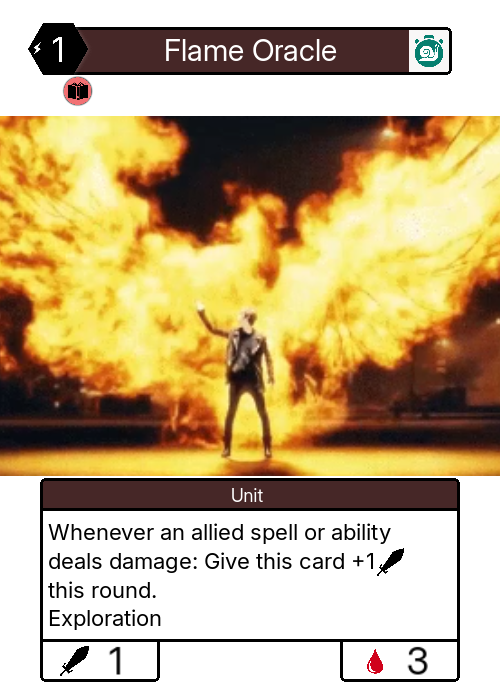 1
Flame Oracle
Unit
Whenever an allied spell or ability
deals damage: Give this card +1
this round.
Exploration
1
3